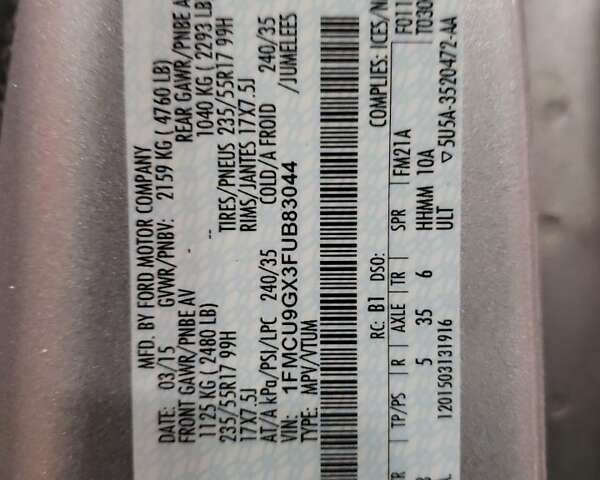 MFD. BY FORD MOTOR COMPANY
DATE: 03/15 GVWR/PNBV: 2159 KG ( 4760 LB)
FRONT GAWR/PNBE AV REAR GAWR/PNBE A
1125 KG ( 2480 LB) -- 1040 KG ( 2293 LB
235/55R17 99H TIRES/PNEUS 235/55R17 99H
17X7.5J RIMS/JANTES 17X7.5J
AT/A kPa/PSI/LPC 240/35 COLD/A FROID 240/35
VIN: 1FMCU9GX3FUB83044 /JUMELEES
TYPE: MPV/VTUM
COMPLIES: ICES/N
RC: B1 DSO: F011
TP/PS R AXLE TR SPR FM21A T030
5 35 6 HHMM 10A
1201503131916 ULT ▽5U5A-3520472-AA